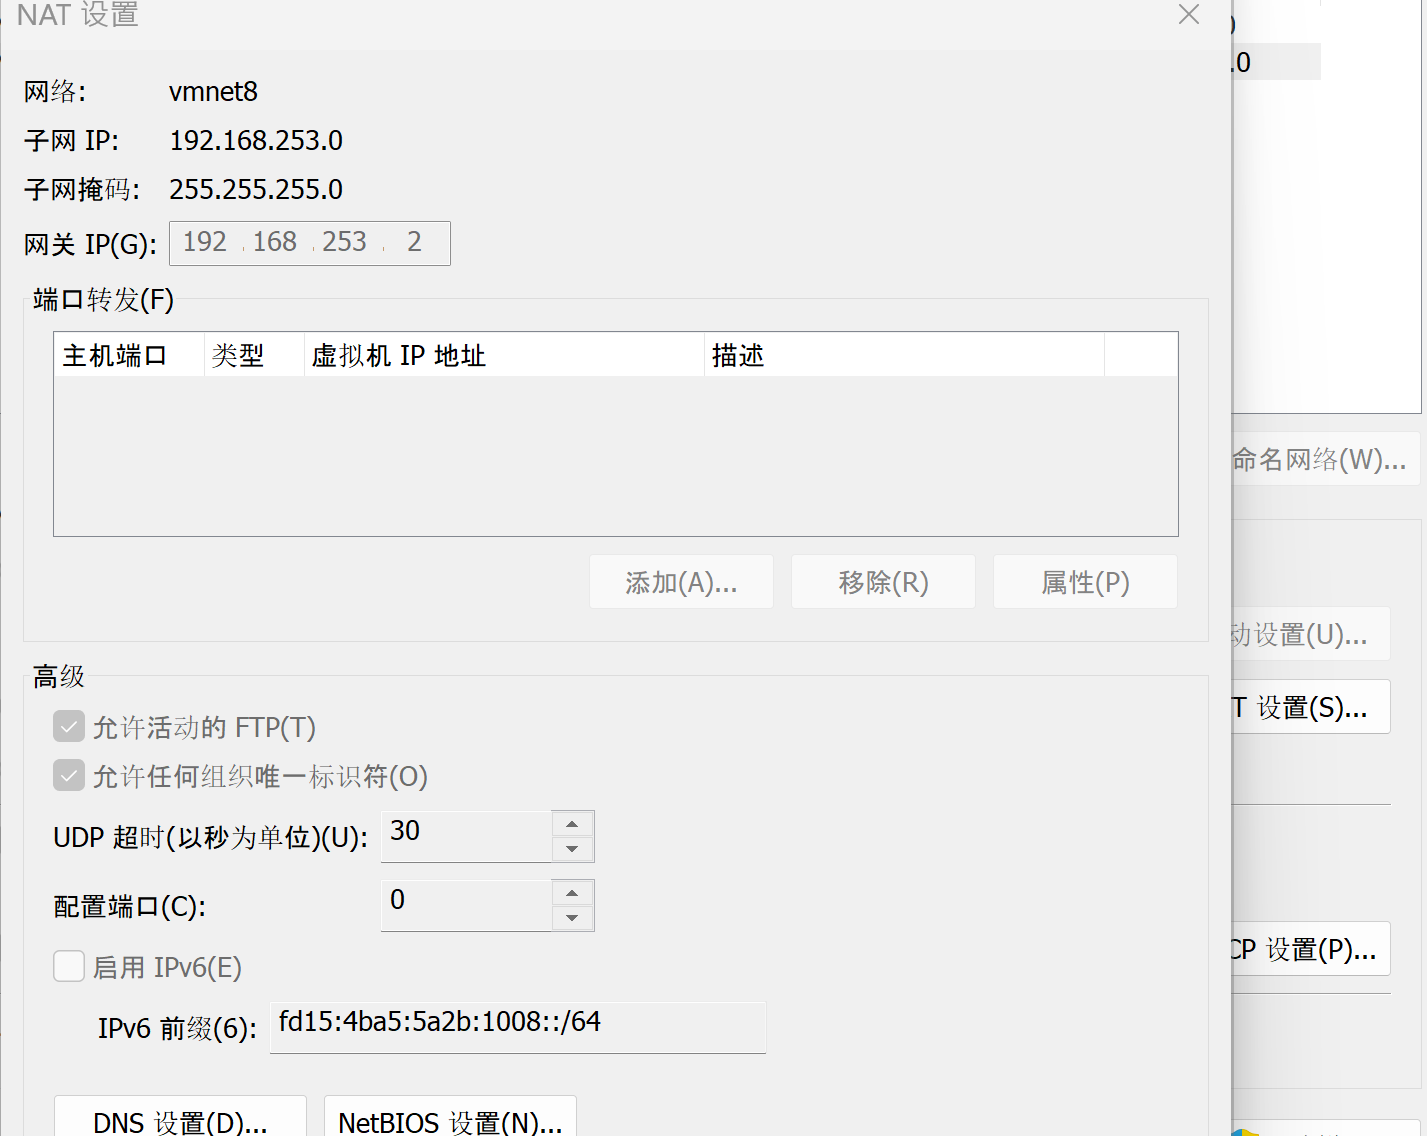 NAT 设置
)
.0
网络: vmnet8
子网 IP: 192.168.253.0
子网掩码: 255.255.255.0
网关 IP(G): 192 . 168 . 253 . 2
端口转发(F)
主机端口 类型 虚拟机 IP 地址 描述
命名网络(W)...
添加(A)... 移除(R) 属性(P)
动设置(U)...
高级
T 设置(S)...
允许活动的 FTP(T)
允许任何组织唯一标识符(O)
UDP 超时(以秒为单位)(U): 30
配置端口(C): 0
CP 设置(P)...
启用 IPv6(E)
IPv6 前缀(6): fd15:4ba5:5a2b:1008::/64
DNS 设置(D)... NetBIOS 设置(N)...